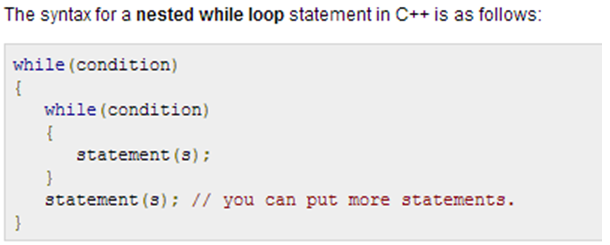 The syntax for a nested while loop statement in C++ is as follows:
while(condition)
{
   while(condition)
   {
      statement(s);
   }
   statement(s); // you can put more statements.
}